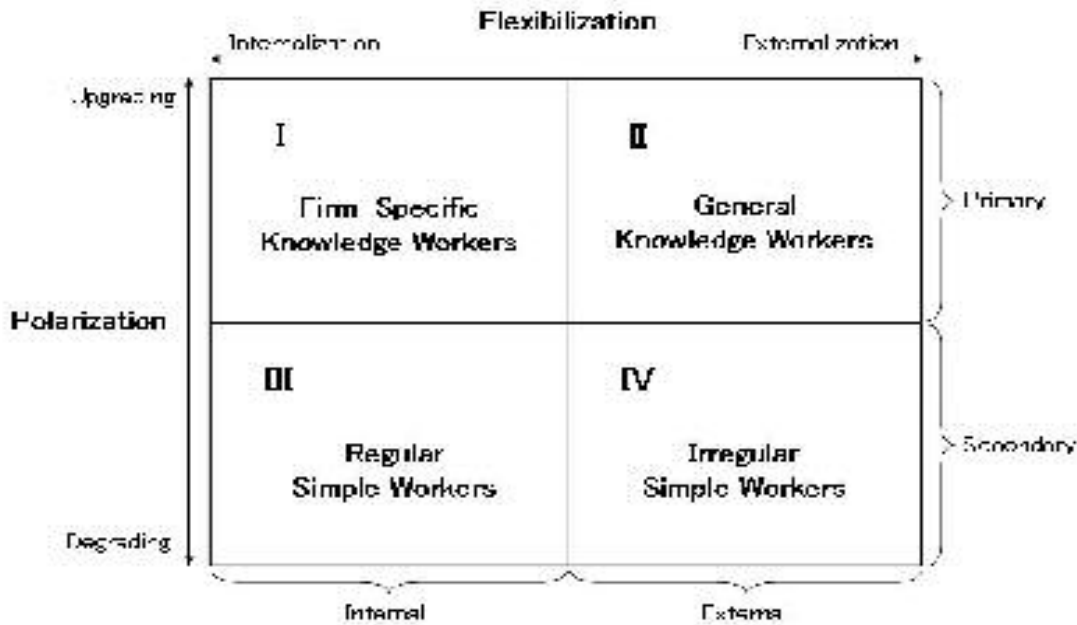 Flexibilization
Internalization Externalization
Upgrading
I II
Firm Specific General
Knowledge Workers Knowledge Workers
Primary
Polarization
III IV
Regular Irregular
Simple Workers Simple Workers
Secondary
Degrading
Internal External